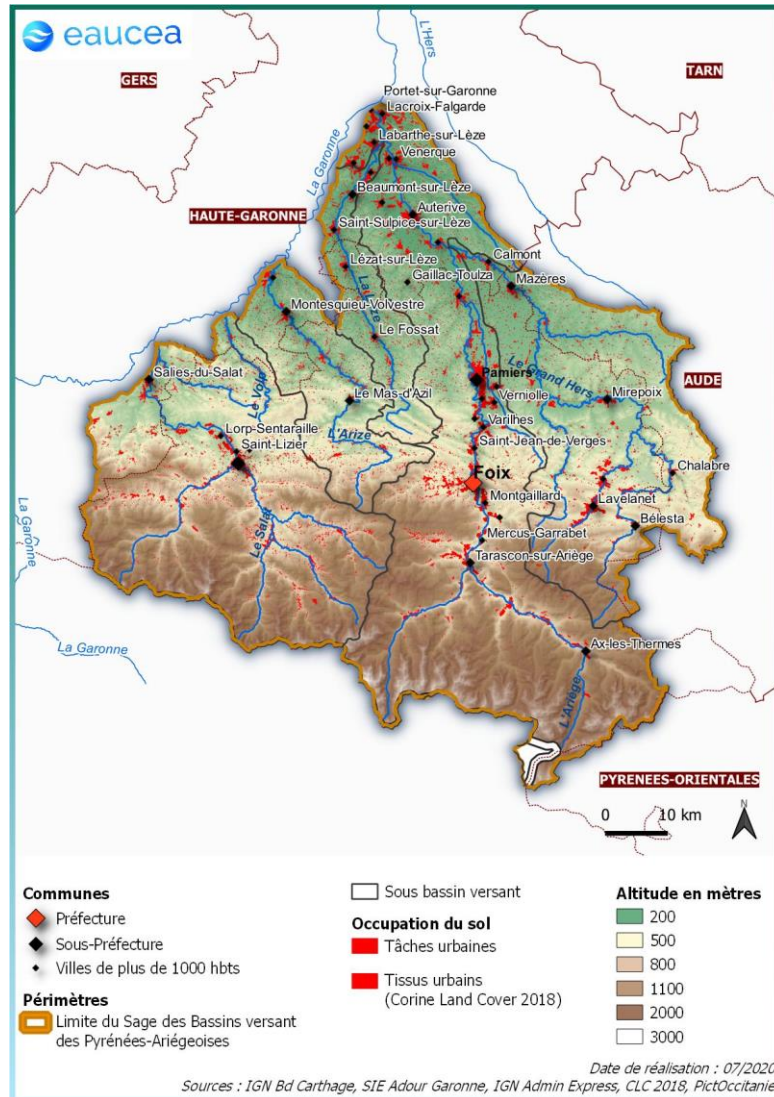 eaucea
GERS
TARN
L'Hers
Portet-sur-Garonne
Lacroix-Falgarde
Labarthe-sur-Lèze
Venerque
La Garonne
Beaumont-sur-Lèze
Auterive
HAUTE-GARONNE
Saint-Sulpice-sur-Lèze
Calmont
Lézat-sur-Lèze
Gaillac-Toulza
Mazères
Montesquieu-Volvestre
La Lèze
Le Fossat
Salies-du-Salat
Le Volp
Pamiers
Le Grand Hers
AUDE
Le Mas-d'Azil
Verniolle
Mirepoix
Lorp-Sentaraille
L'Arize
Varilhes
Saint-Lizier
Saint-Jean-de-Verges
Chalabre
Foix
La Garonne
Montgaillard
Lavelanet
Bélesta
Le Salat
Mercus-Garrabet
Tarascon-sur-Ariège
La Garonne
Ax-les-Thermes
L'Ariège
PYRENEES-ORIENTALES
0 10 km
N
Communes
Préfecture
Sous-Préfecture
Villes de plus de 1000 hbts
Périmètres
Limite du Sage des Bassins versant
des Pyrénées-Ariégeoises
Sous bassin versant
Occupation du sol
Tâches urbaines
Tissus urbains
(Corine Land Cover 2018)
Altitude en mètres
200
500
800
1100
2000
3000
Date de réalisation : 07/2020
Sources : IGN Bd Carthage, SIE Adour Garonne, IGN Admin Express, CLC 2018, PictOccitanie